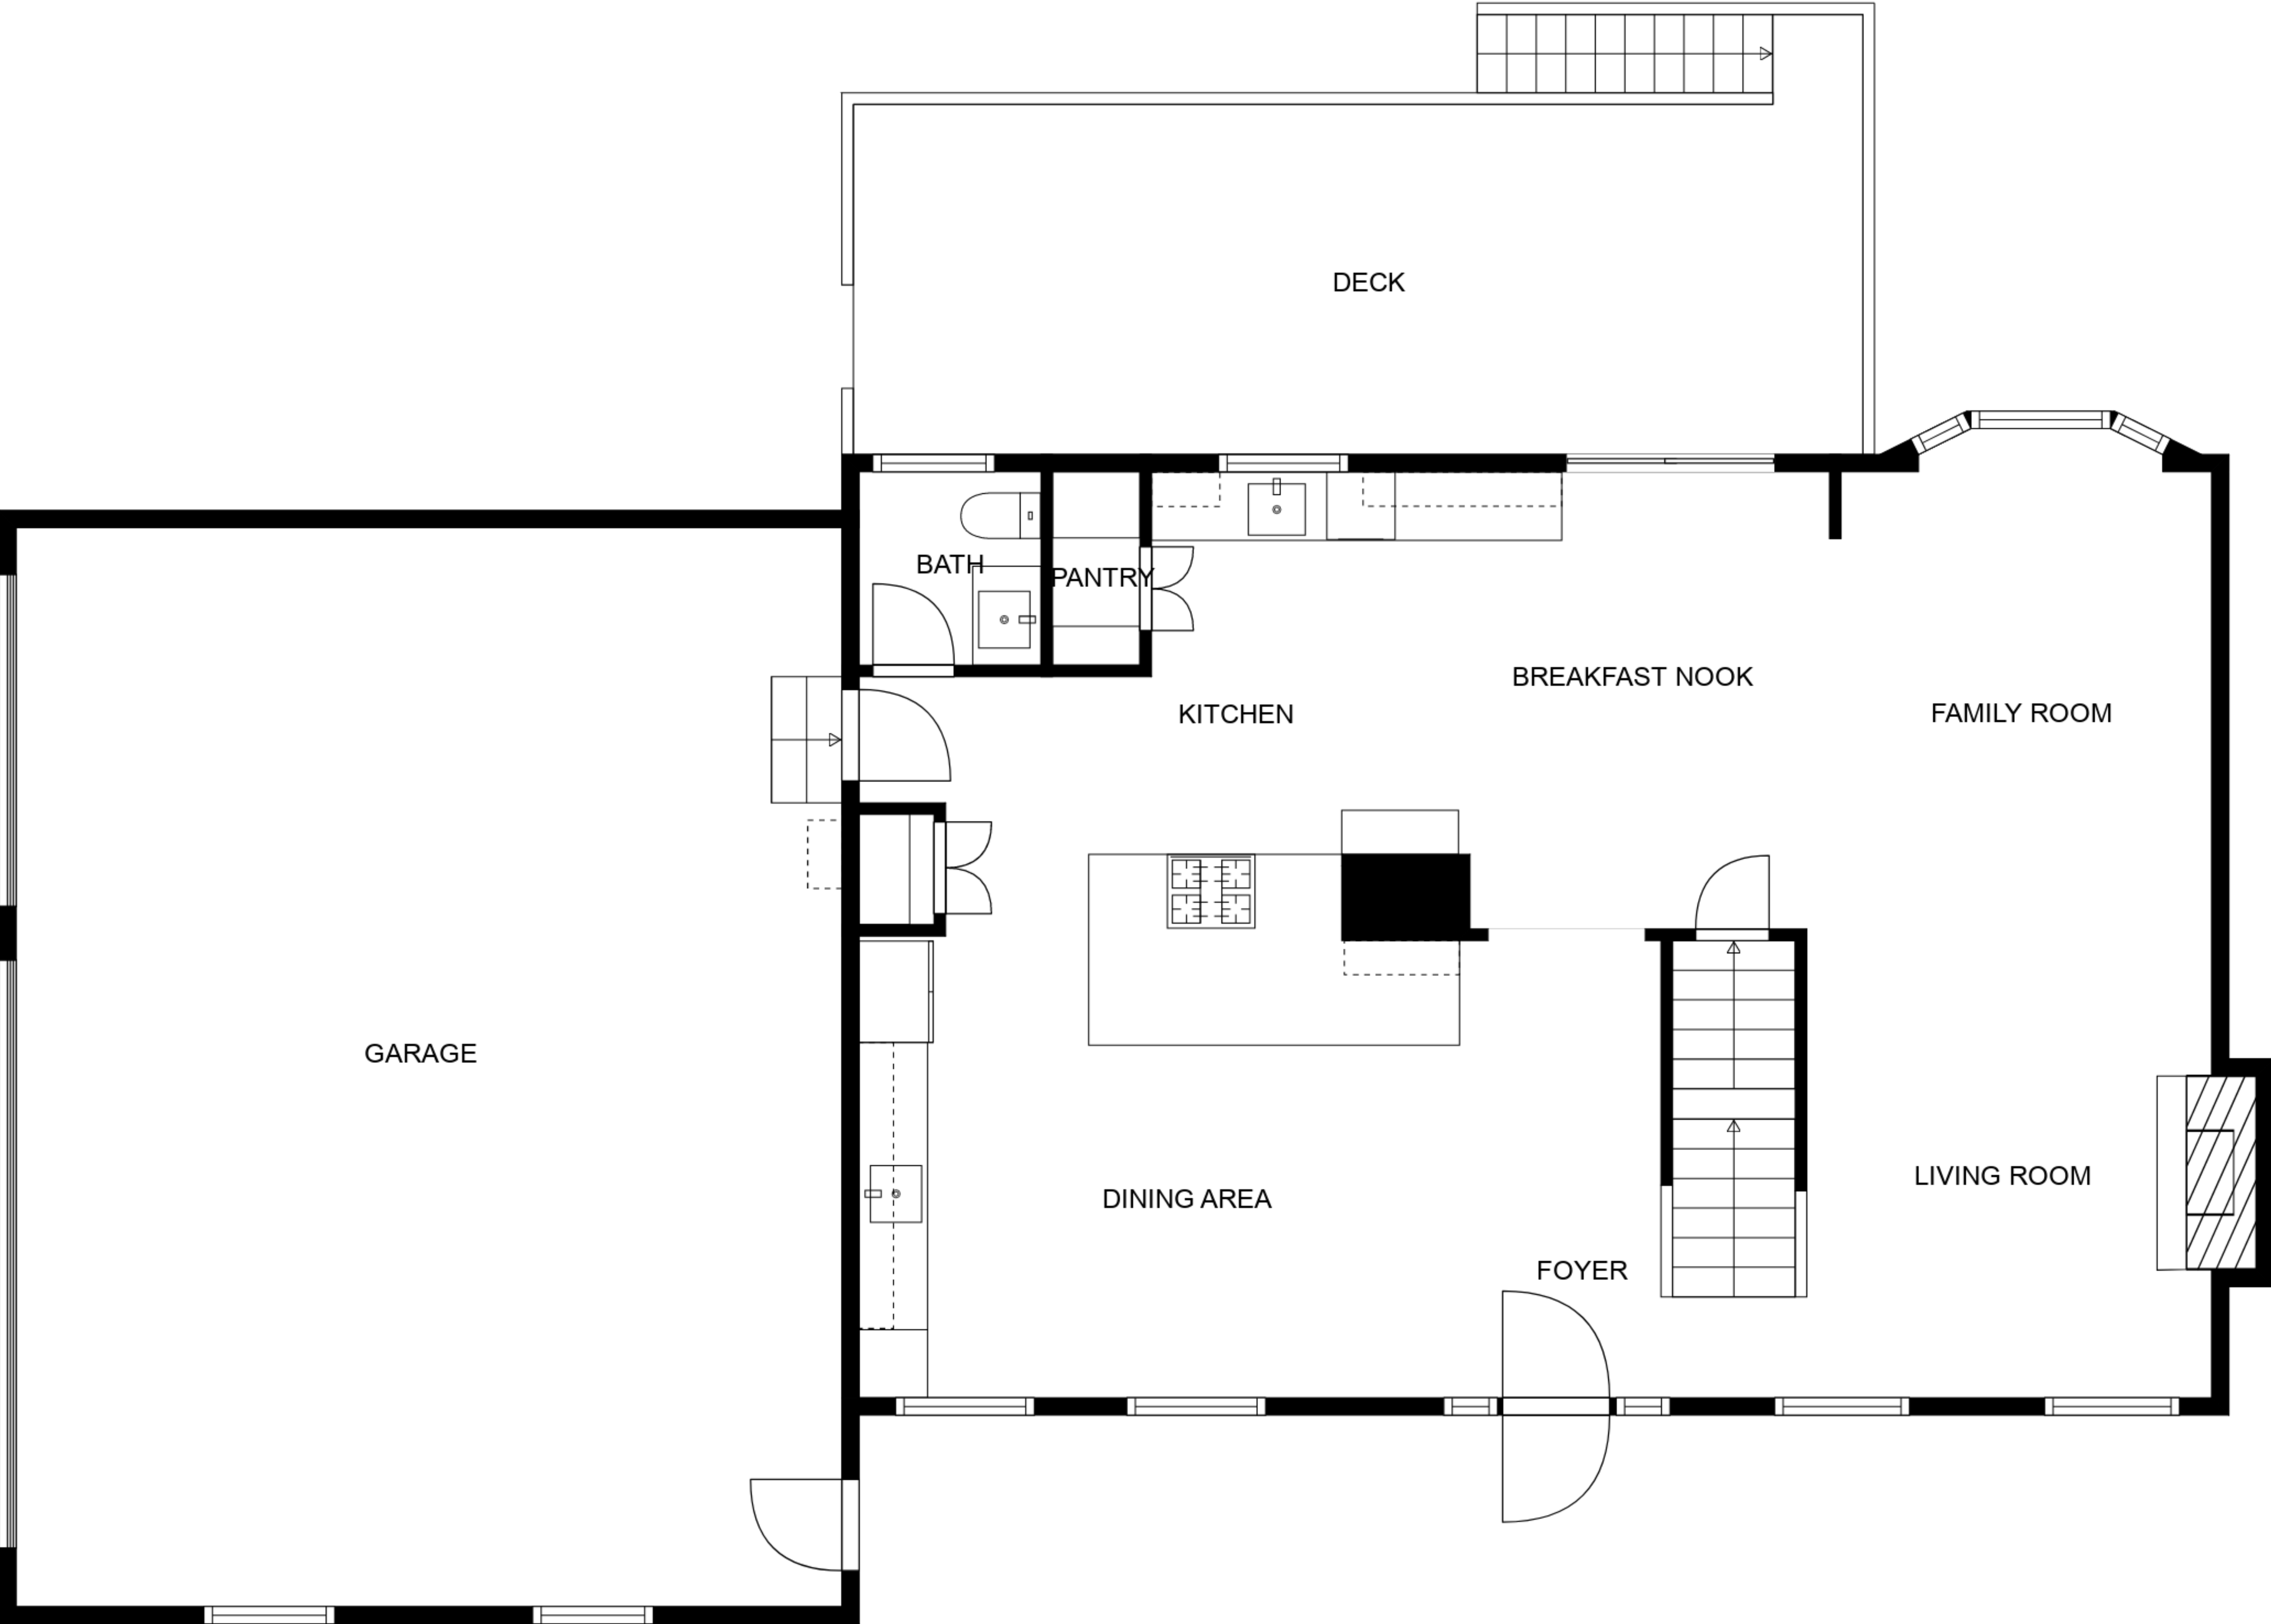 DECK
BATH
PANTRY
BREAKFAST NOOK
KITCHEN
FAMILY ROOM
GARAGE
LIVING ROOM
DINING AREA
FOYER